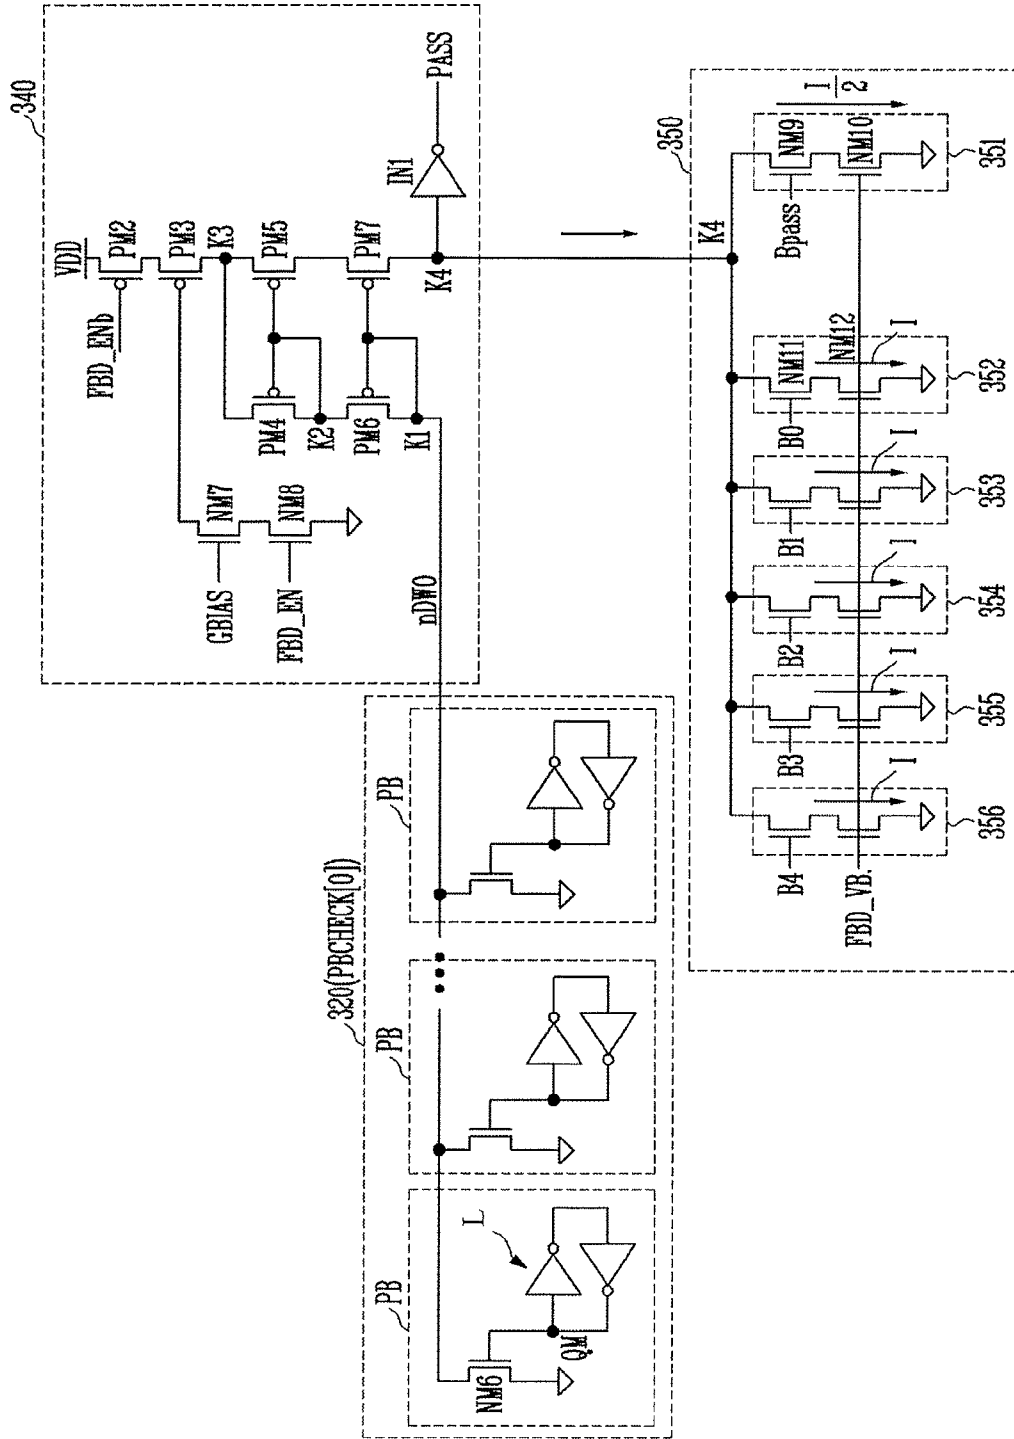 340
VDD
FBD_ENb
PM2
PM3
K3
GBIAS
NM7
PM4
PM5
FBD_EN
NM8
K2
PM6
PM7
K1
K4
IN1
PASS
nDWO
320(PBCHECK[0])
PB
PB
PB
L
QM
NM6
350
K4
I
2
Bpass
NM9
NM10
351
B0
NM11
NM12
I
352
B1
I
353
B2
I
354
B3
I
355
B4
I
356
FBD_VB.